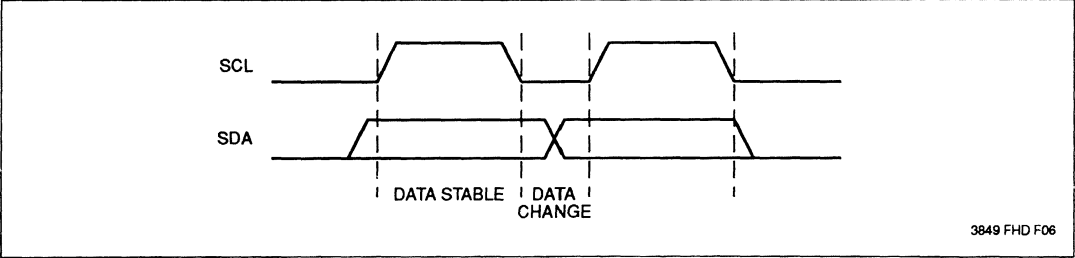 SCL
SDA
DATA STABLE
DATA
CHANGE
3849 FHD F06